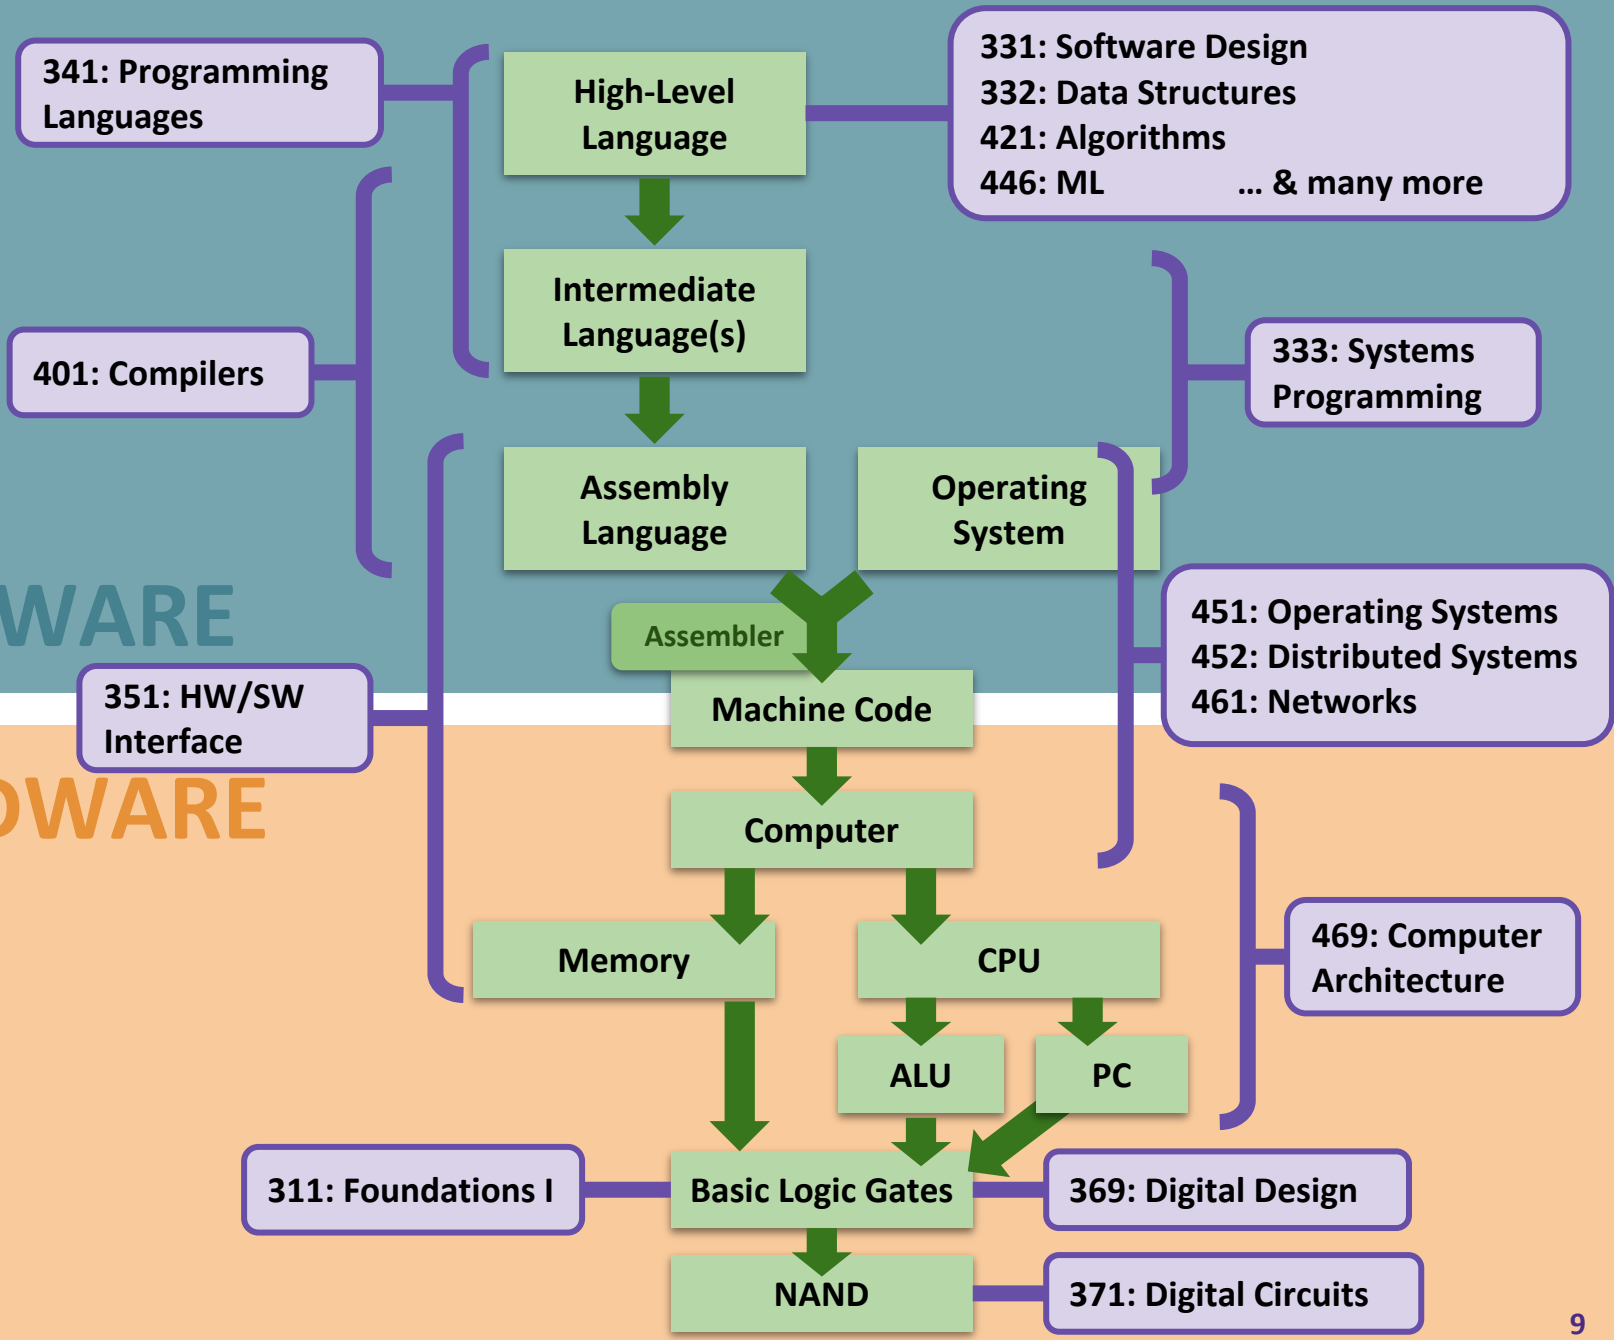 341: Programming
Languages
High-Level
Language
331: Software Design
332: Data Structures
421: Algorithms
446: ML … & many more
Intermediate
Language(s)
401: Compilers
333: Systems
Programming
Assembly
Language
Operating
System
WARE
Assembler
451: Operating Systems
452: Distributed Systems
461: Networks
351: HW/SW
Interface
Machine Code
DWARE
Computer
Memory
CPU
469: Computer
Architecture
ALU
PC
311: Foundations I
Basic Logic Gates
369: Digital Design
NAND
371: Digital Circuits
9